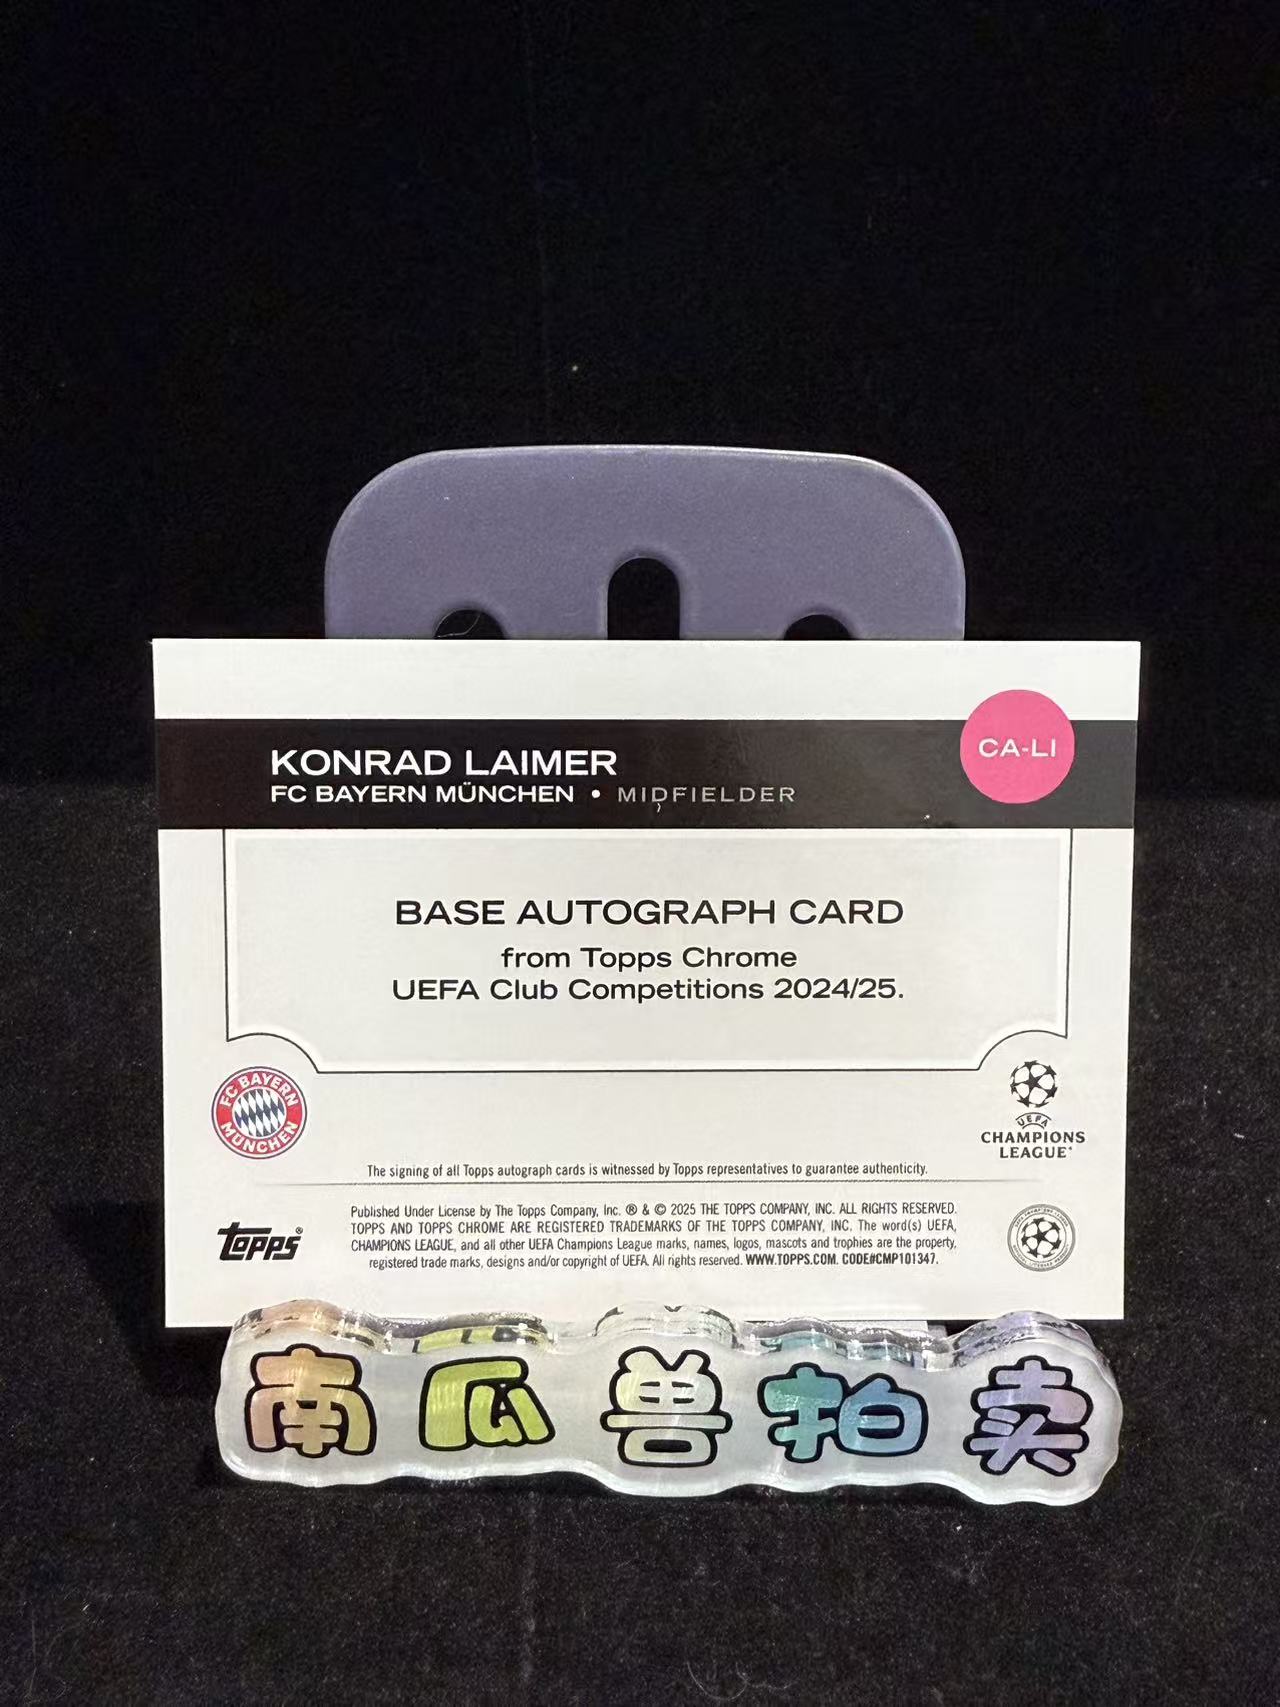 KONRAD LAIMER
FC BAYERN MÜNCHEN • MIDFIELDER
CA-LI
BASE AUTOGRAPH CARD
from Topps Chrome
UEFA Club Competitions 2024/25.
FC BAYERN
MÜNCHEN
UEFA
CHAMPIONS
LEAGUE
The signing of all Topps autograph cards is witnessed by Topps representatives to guarantee authenticity.
Topps®
Published Under License by The Topps Company, Inc. ® & © 2025 THE TOPPS COMPANY, INC. ALL RIGHTS RESERVED.
TOPPS AND TOPPS CHROME ARE REGISTERED TRADEMARKS OF THE TOPPS COMPANY, INC. The word(s) UEFA,
CHAMPIONS LEAGUE, and all other UEFA Champions League marks, names, logos, mascots and trophies are the property,
registered trade marks, designs and/or copyright of UEFA. All rights reserved. WWW.TOPPS.COM. CODE#CMP101347.
南瓜兽拍卖